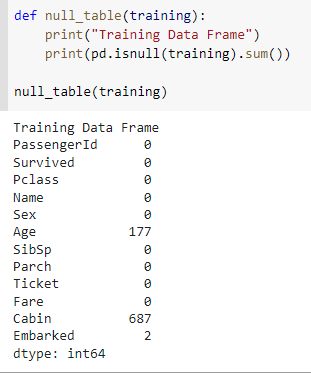 def null_table(training):
    print("Training Data Frame")
    print(pd.isnull(training).sum())
null_table(training)
Training Data Frame
PassengerId      0
Survived         0
Pclass           0
Name             0
Sex              0
Age            177
SibSp            0
Parch            0
Ticket           0
Fare             0
Cabin          687
Embarked         2
dtype: int64